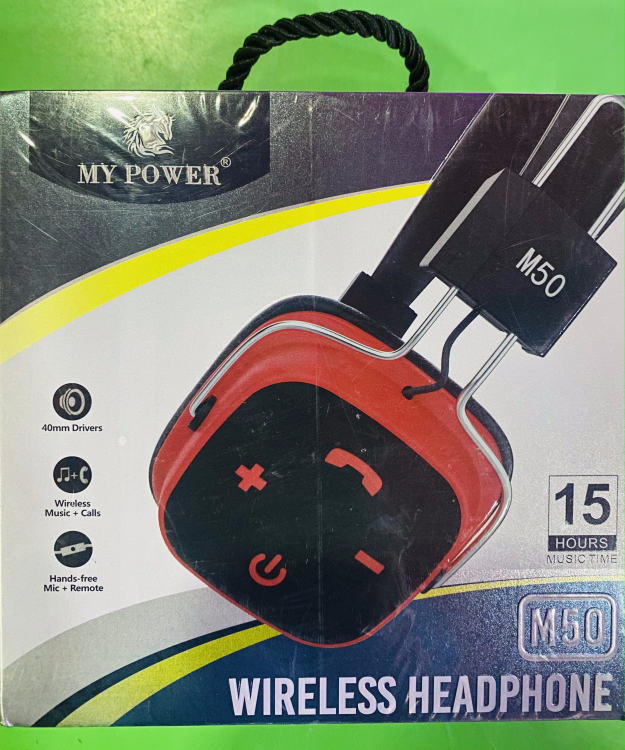 MY POWER®
M50
40mm Drivers
Wireless
Music + Calls
Hands-free
Mic + Remote
15
HOURS
MUSIC TIME
M50
WIRELESS HEADPHONE